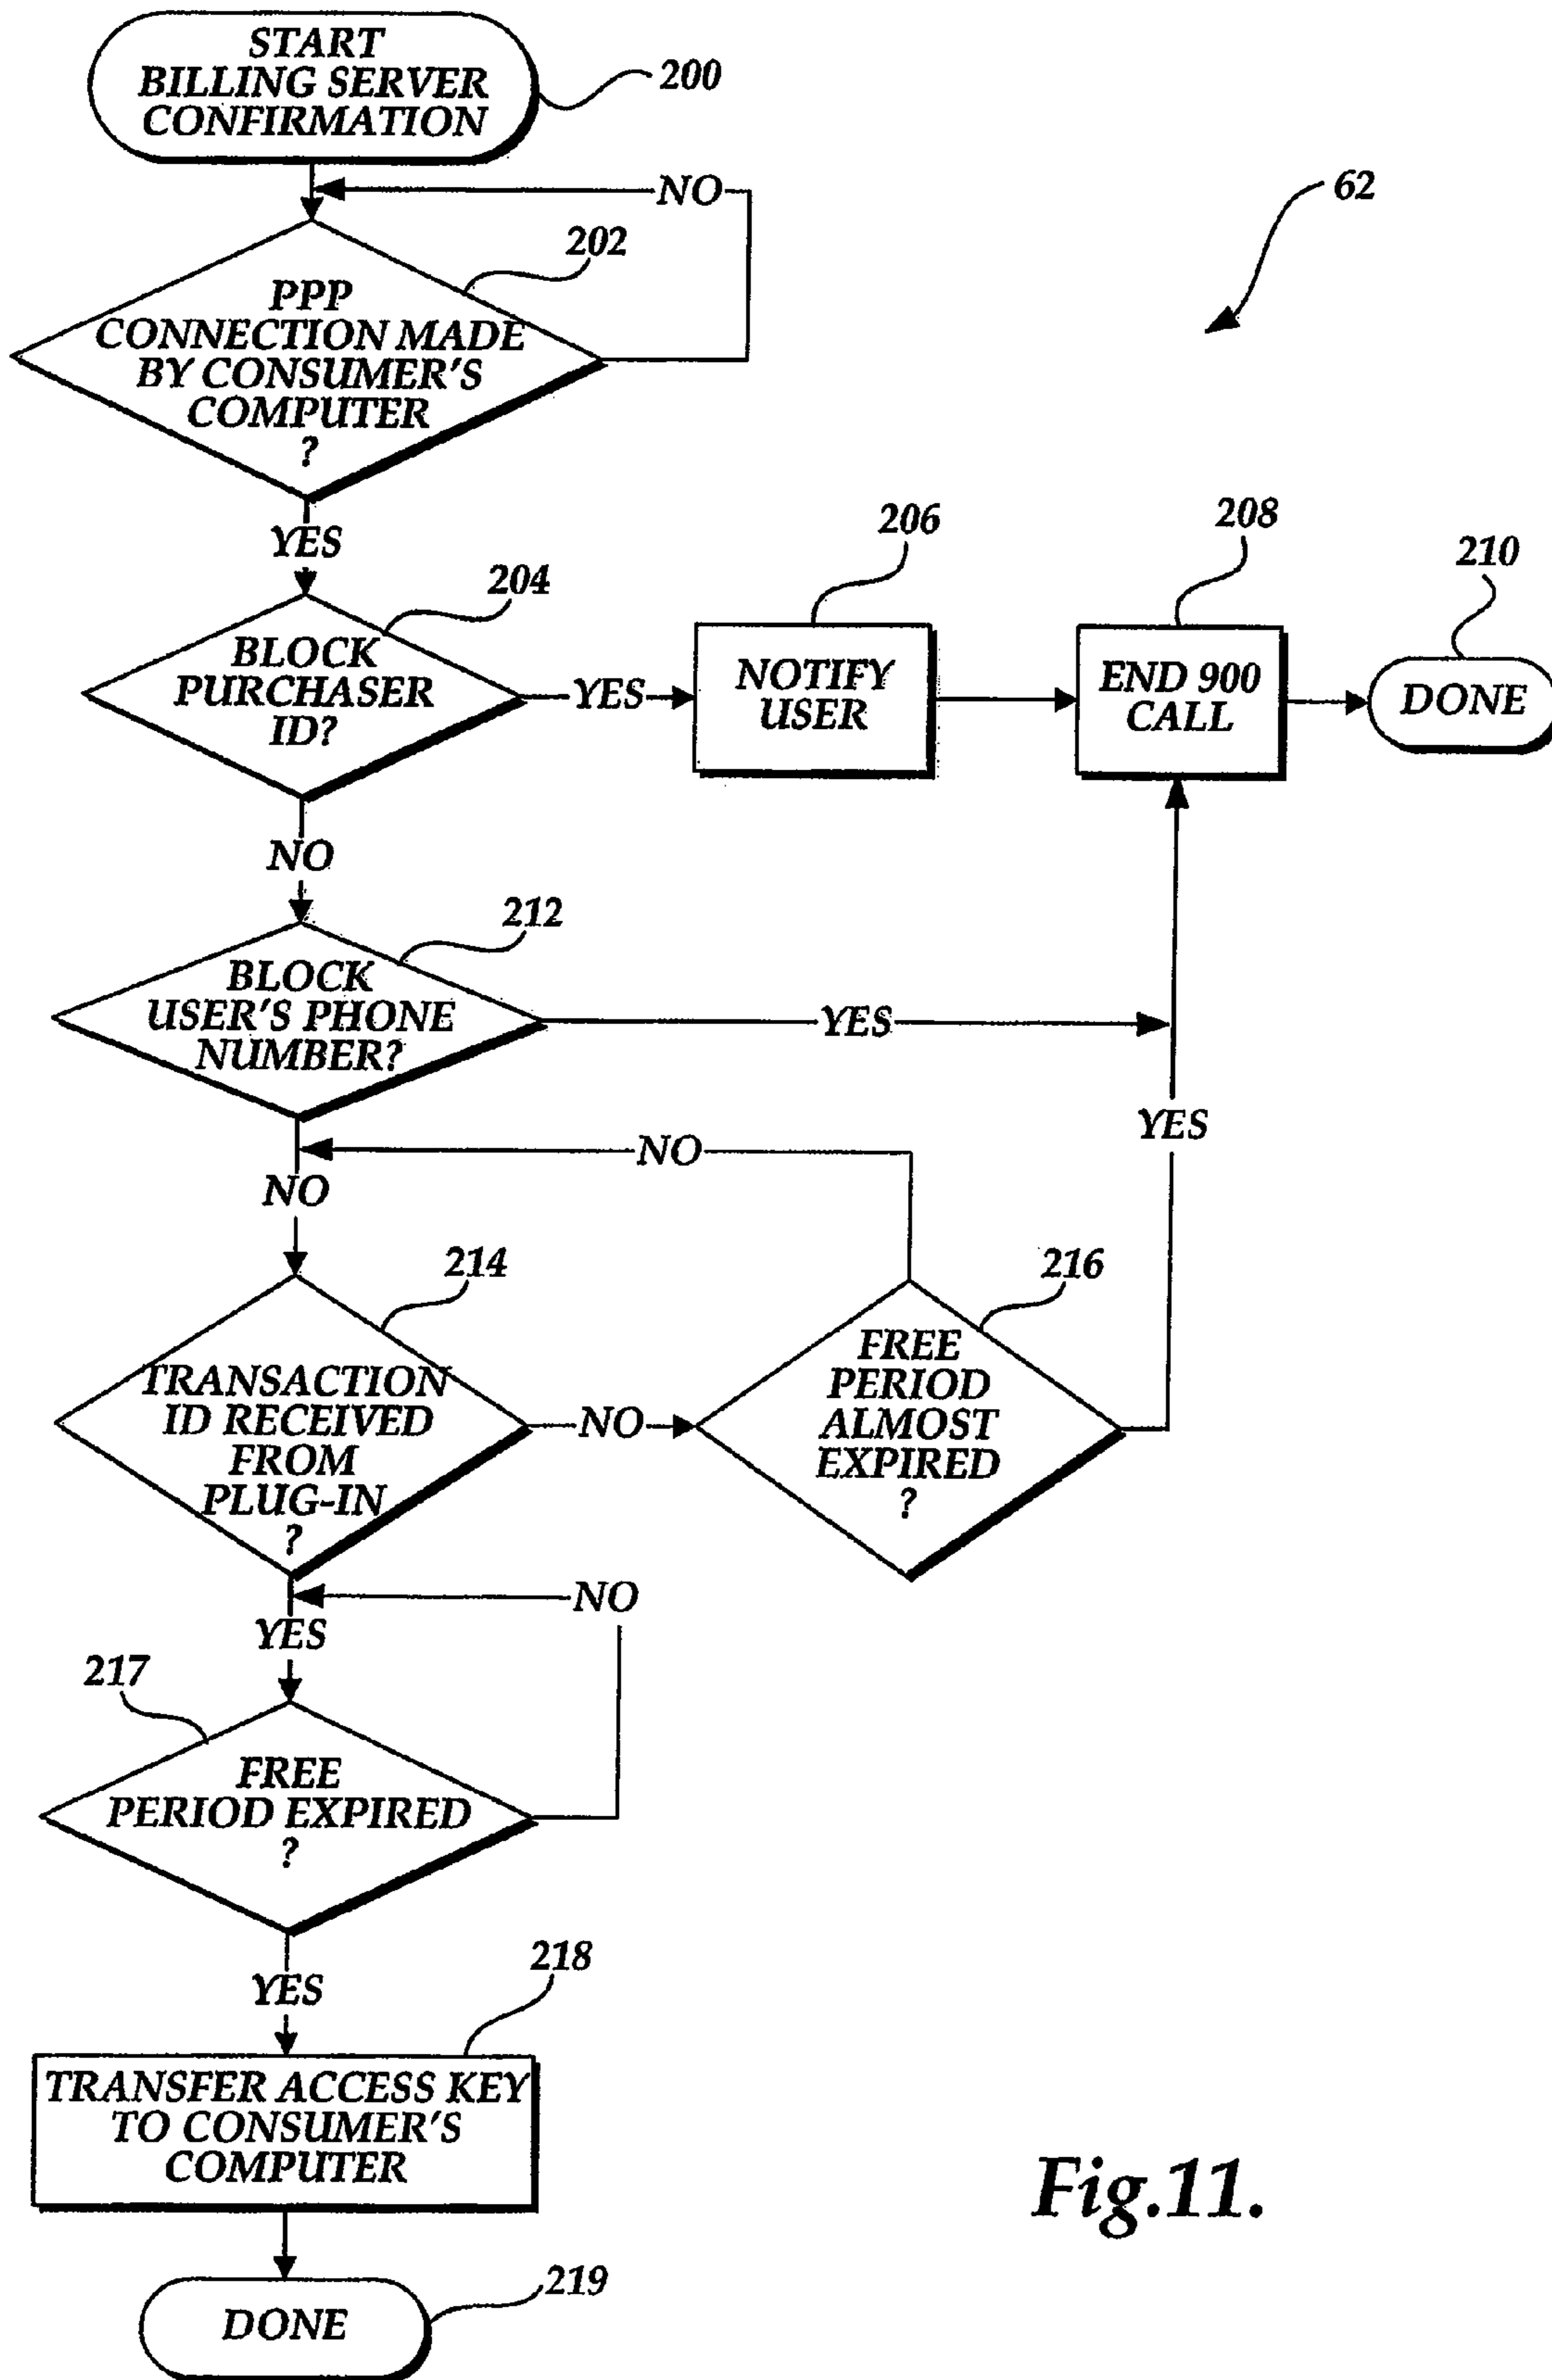 START
BILLING SERVER
CONFIRMATION
200
NO
62
202
PPP
CONNECTION MADE
BY CONSUMER'S
COMPUTER
?
YES
204
206
208
210
BLOCK
PURCHASER
ID?
YES
NOTIFY
USER
END 900
CALL
DONE
NO
212
BLOCK
USER'S PHONE
NUMBER?
YES
YES
NO
NO
214
216
TRANSACTION
ID RECEIVED
FROM
PLUG-IN
?
NO
FREE
PERIOD
ALMOST
EXPIRED
?
NO
YES
217
FREE
PERIOD EXPIRED
?
YES
218
TRANSFER ACCESS KEY
TO CONSUMER'S
COMPUTER
219
DONE
Fig.11.